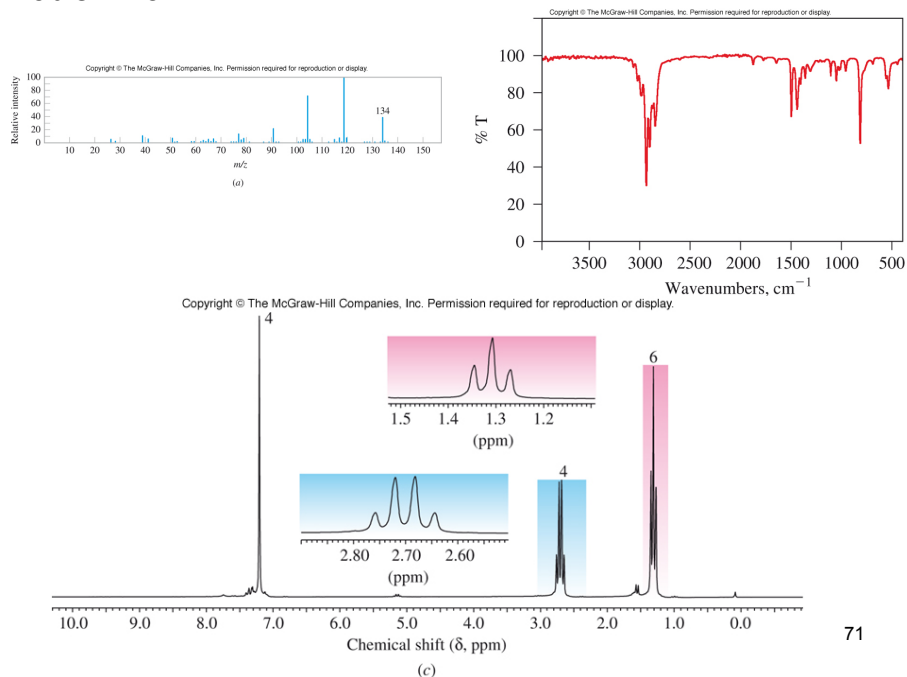 Copyright © The McGraw-Hill Companies, Inc. Permission required for reproduction or display.
Relative intensity
100
80
60
40
20
0
134
10 20 30 40 50 60 70 80 90 100 110 120 130 140 150
m/z
(a)
Copyright © The McGraw-Hill Companies, Inc. Permission required for reproduction or display.
% T
100
80
60
40
20
0
3500 3000 2500 2000 1500 1000 500
Wavenumbers, cm−1
Copyright © The McGraw-Hill Companies, Inc. Permission required for reproduction or display.
4
6
1.5 1.4 1.3 1.2
(ppm)
4
2.80 2.70 2.60
(ppm)
10.0 9.0 8.0 7.0 6.0 5.0 4.0 3.0 2.0 1.0 0.0
Chemical shift (δ, ppm)
(c)
71